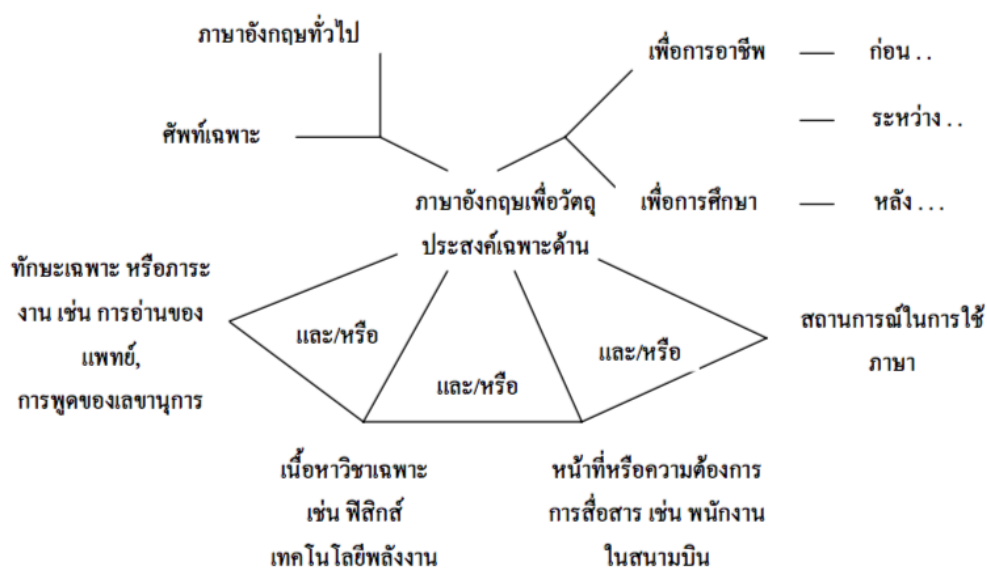 ภาษาอังกฤษทั่วไป
เพื่อการอาชีพ — ก่อน . .
ศัพท์เฉพาะ
— ระหว่าง . .
ภาษาอังกฤษเพื่อวัตถุ
ประสงค์เฉพาะด้าน
เพื่อการศึกษา — หลัง . . .
ทักษะเฉพาะ หรือภาระ
งาน เช่น การอ่านของ
แพทย์,
การพูดของเลขานุการ
และ/หรือ
และ/หรือ
และ/หรือ
สถานการณ์ในการใช้
ภาษา
เนื้อหาวิชาเฉพาะ
เช่น ฟิสิกส์
เทคโนโลยีพลังงาน
หน้าที่หรือความต้องการ
การสื่อสาร เช่น พนักงาน
ในสนามบิน